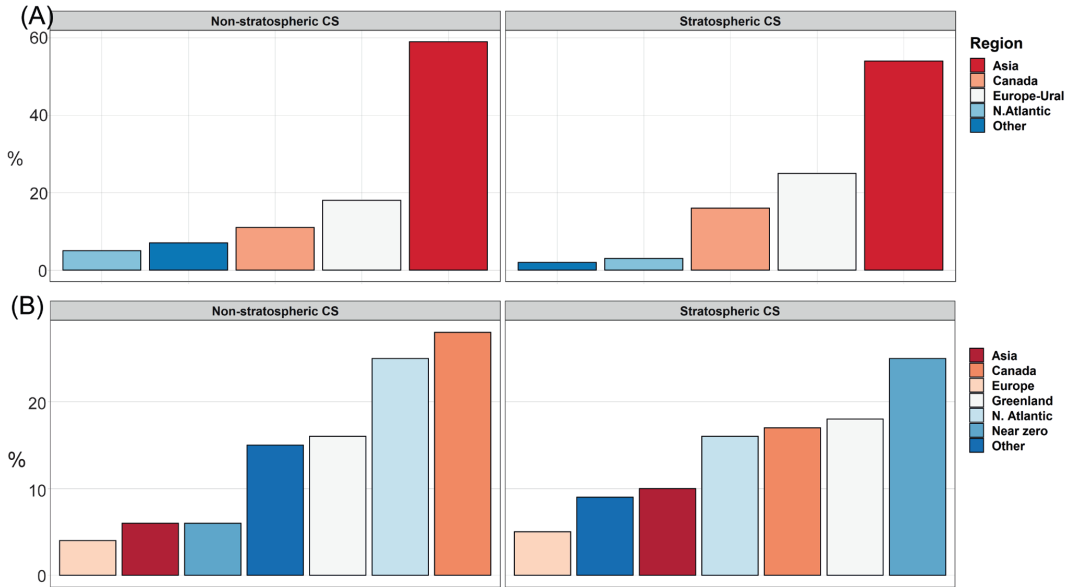 (A)
Non-stratospheric CS
Stratospheric CS
60
40
%
20
0
Region
Asia
Canada
Europe-Ural
N.Atlantic
Other
(B)
Non-stratospheric CS
Stratospheric CS
20
%
10
0
Asia
Canada
Europe
Greenland
N. Atlantic
Near zero
Other